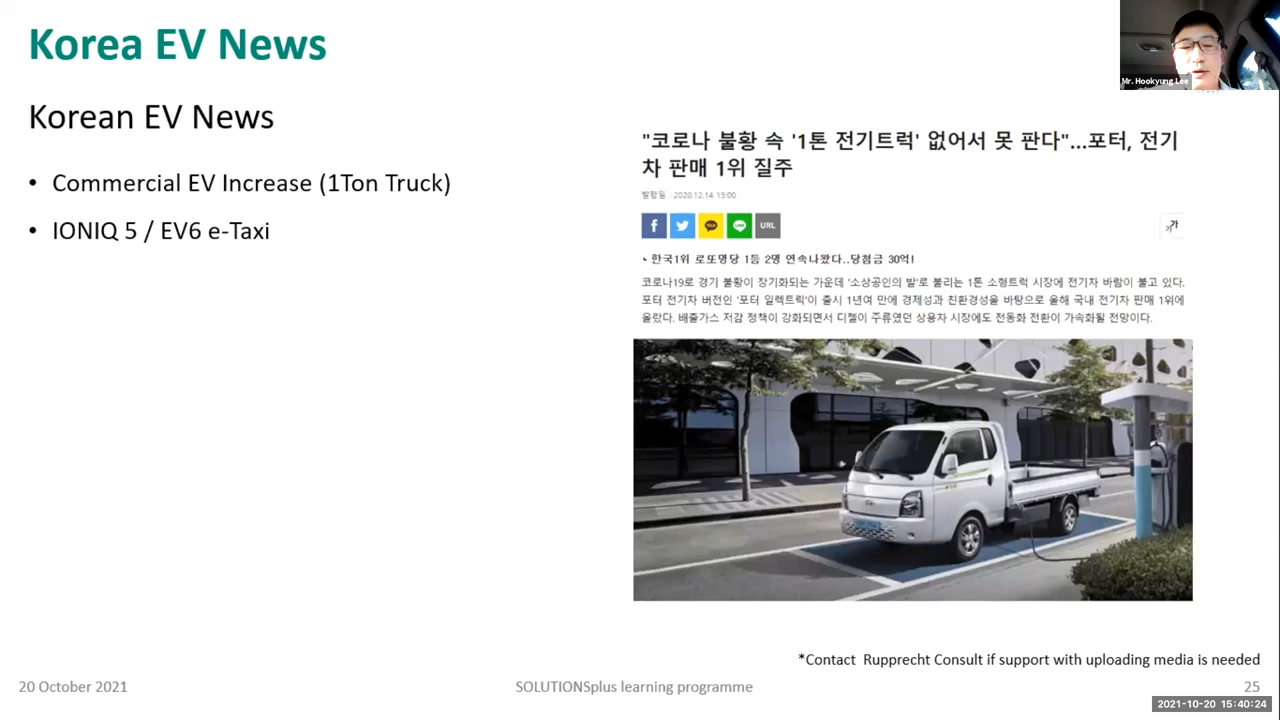 Korea EV News
Mr. Hookyung Lee
Korean EV News
• Commercial EV Increase (1Ton Truck)
• IONIQ 5 / EV6 e-Taxi
"코로나 불황 속 '1톤 전기트럭' 없어서 못 판다"...포터, 전기
차 판매 1위 질주
발행일 : 2020.12.14 15:00
URL
가
한국1위 로또명당 1등 2명 연속나왔다..당첨금 30억!
코로나19로 경기 불황이 장기화되는 가운데 '소상공인의 발'로 불리는 1톤 소형트럭 시장에 전기차 바람이 불고 있다.
포터 전기차 버전인 '포터 일렉트릭'이 출시 1년여 만에 경제성과 친환경성을 바탕으로 올해 국내 전기차 판매 1위에
올랐다. 배출가스 저감 정책이 강화되면서 디젤이 주류였던 상용차 시장에도 전동화 전환이 가속화될 전망이다.
*Contact Rupprecht Consult if support with uploading media is needed
20 October 2021
SOLUTIONSplus learning programme
25
2021-10-20 15:40:24